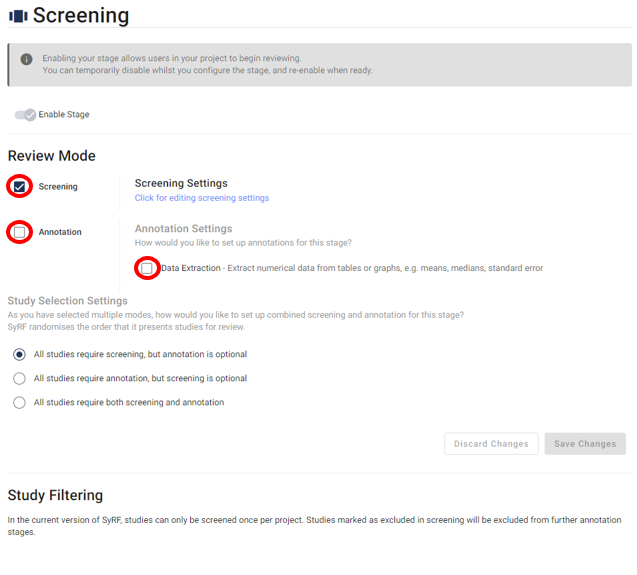 Screening
Enabling your stage allows users in your project to begin reviewing.
You can temporarily disable whilst you configure the stage, and re-enable when ready.
Enable Stage
Review Mode
Screening
Screening Settings
Click for editing screening settings
Annotation
Annotation Settings
How would you like to set up annotations for this stage?
Data Extraction - Extract numerical data from tables or graphs, e.g. means, medians, standard error
Study Selection Settings
As you have selected multiple modes, how would you like to set up combined screening and annotation for this stage?
SyRF randomises the order that it presents studies for review.
All studies require screening, but annotation is optional
All studies require annotation, but screening is optional
All studies require both screening and annotation
Discard Changes
Save Changes
Study Filtering
In the current version of SyRF, studies can only be screened once per project. Studies marked as excluded in screening will be excluded from further annotation
stages.